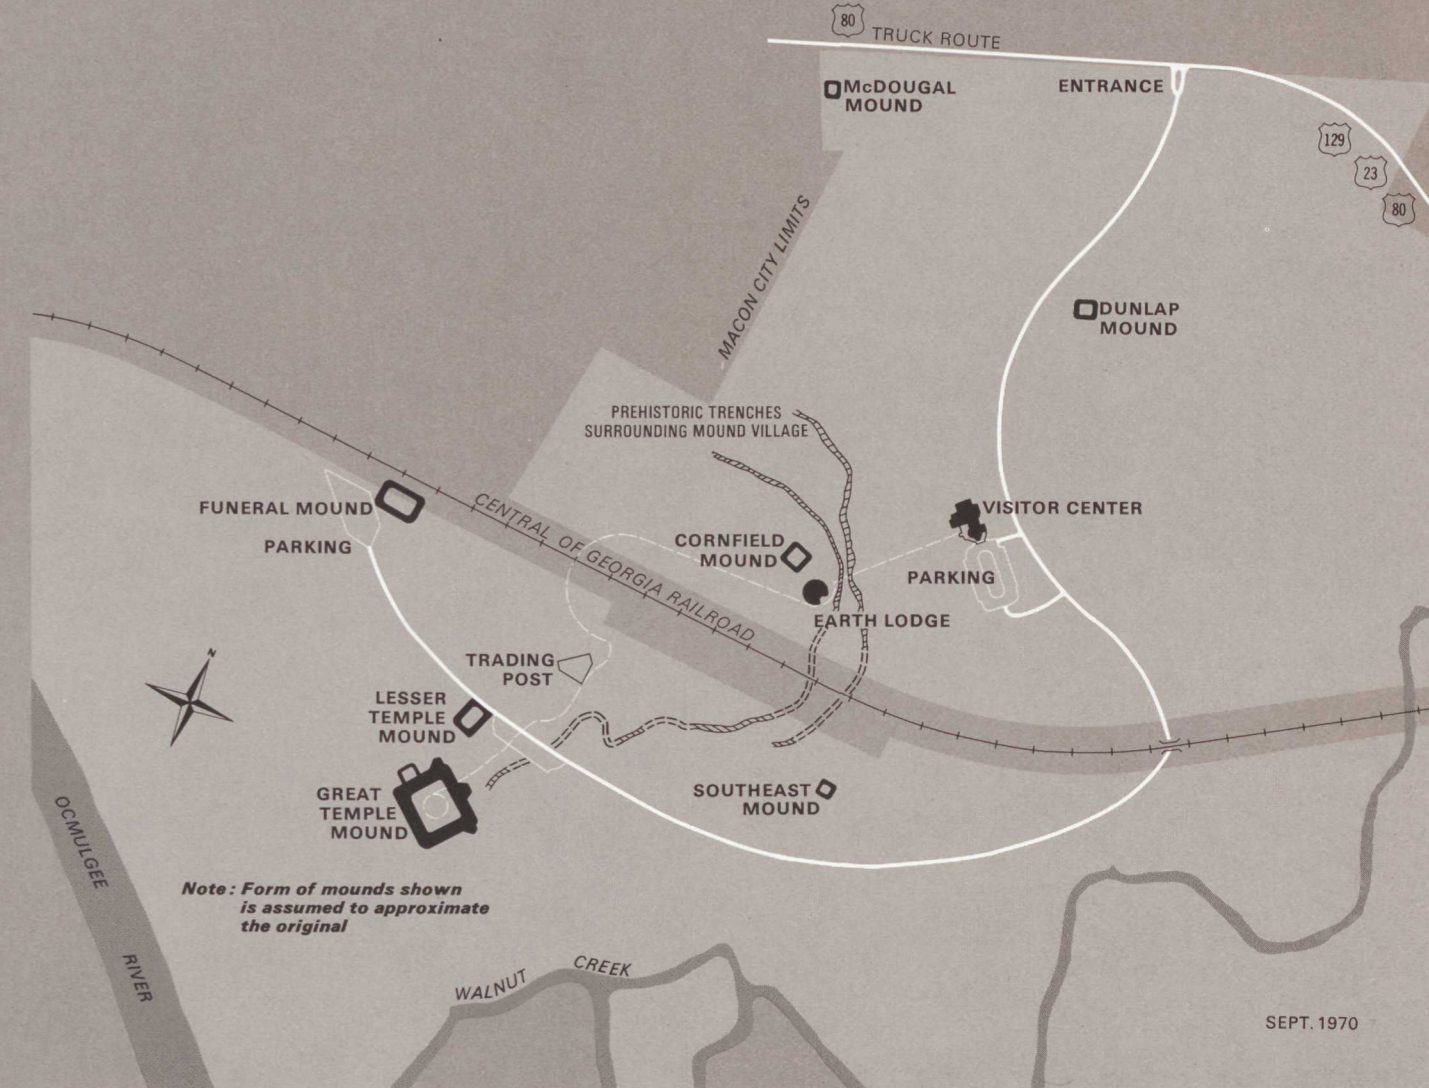 80
TRUCK ROUTE
McDOUGAL
MOUND
ENTRANCE
129
23
80
MACON CITY LIMITS
DUNLAP
MOUND
PREHISTORIC TRENCHES
SURROUNDING MOUND VILLAGE
FUNERAL MOUND
PARKING
CENTRAL OF GEORGIA RAILROAD
CORNFIELD
MOUND
VISITOR CENTER
PARKING
EARTH LODGE
N
TRADING
POST
LESSER
TEMPLE
MOUND
GREAT
TEMPLE
MOUND
SOUTHEAST
MOUND
OCMULGEE
RIVER
Note: Form of mounds shown
is assumed to approximate
the original
WALNUT CREEK
SEPT. 1970